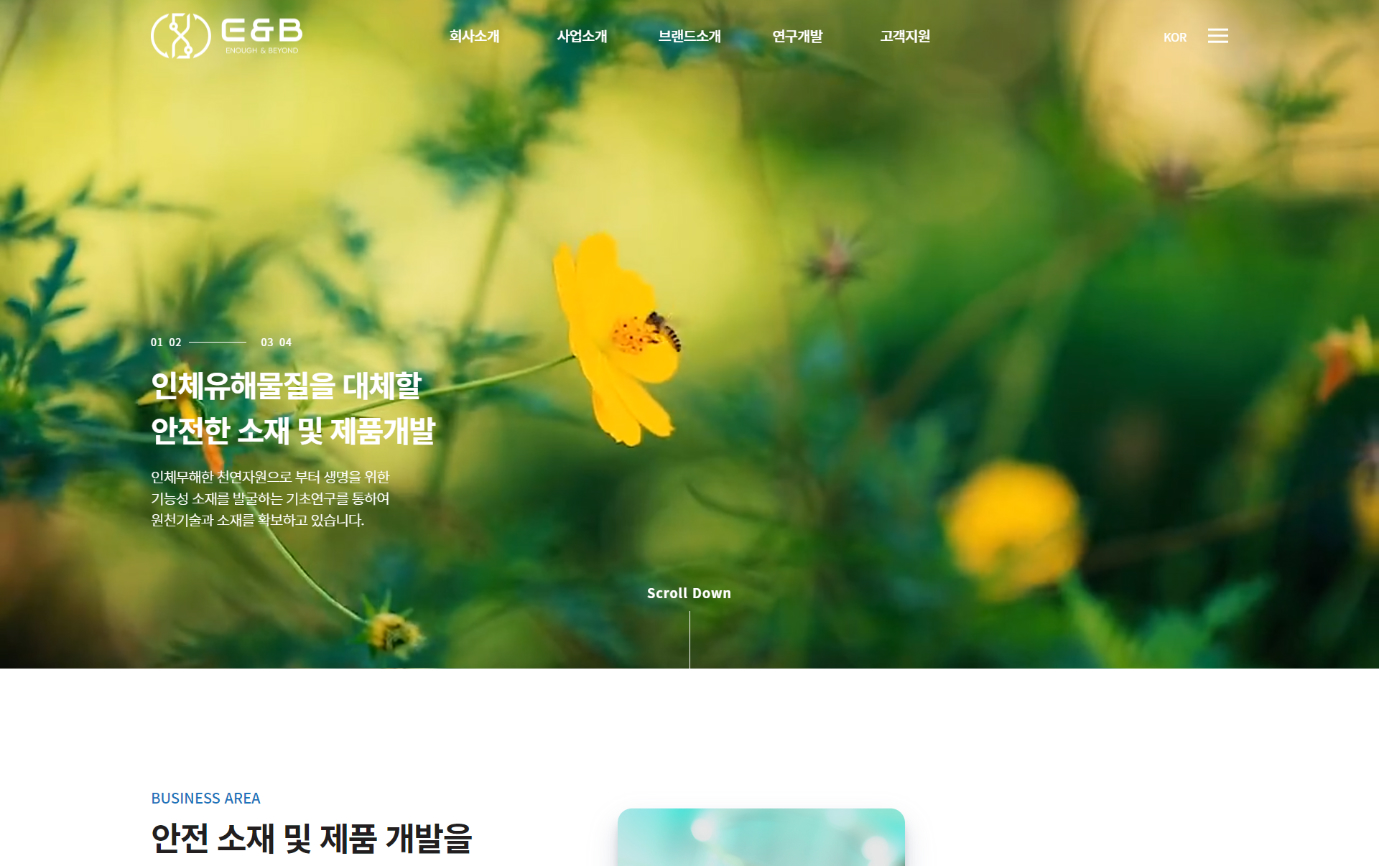 E&B
ENOUGH & BEYOND
회사소개
사업소개
브랜드소개
연구개발
고객지원
KOR
01 02 03 04
인체유해물질을 대체할
안전한 소재 및 제품개발
인체무해한 천연자원으로 부터 생명을 위한
기능성 소재를 발굴하는 기초연구를 통하여
원천기술과 소재를 확보하고 있습니다.
Scroll Down
BUSINESS AREA
안전 소재 및 제품 개발을